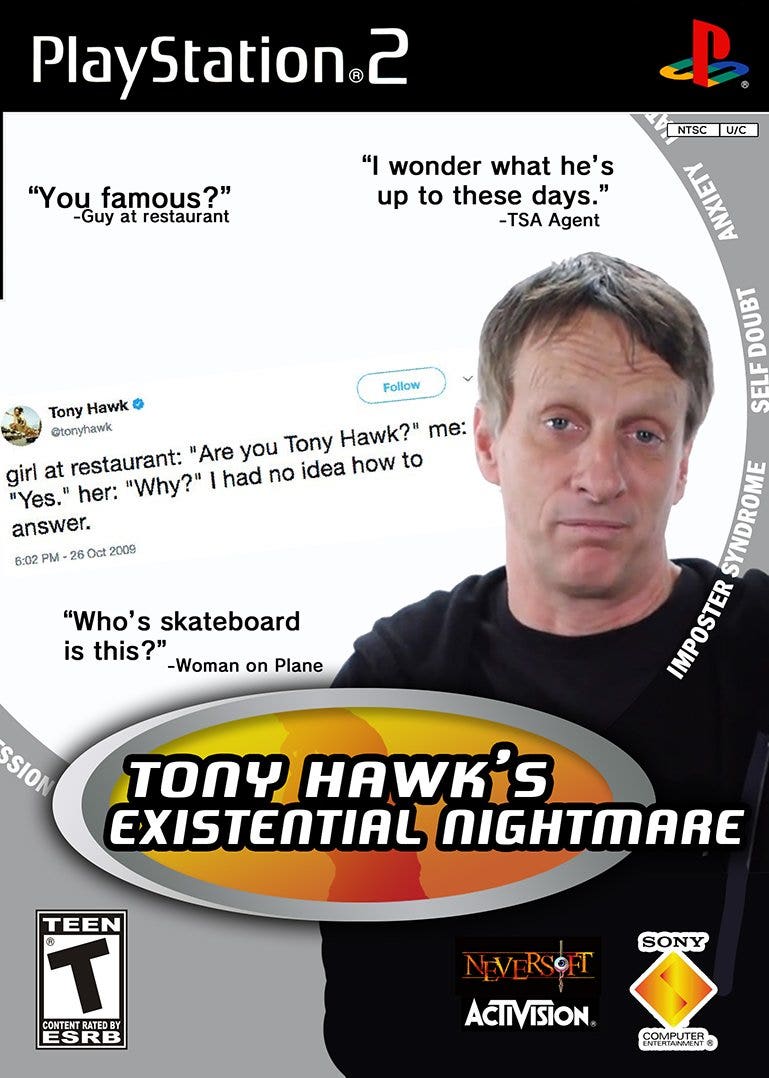 PlayStation®2
NTSC U/C
"You famous?"
-Guy at restaurant
"I wonder what he's
up to these days."
-TSA Agent
ANXIETY
SELF DOUBT
IMPOSTER SYNDROME
Tony Hawk
@tonyhawk
Follow
girl at restaurant: "Are you Tony Hawk?" me:
"Yes." her: "Why?" I had no idea how to
answer.
6:02 PM - 26 Oct 2009
"Who's skateboard
is this?"
-Woman on Plane
SSION
TONY HAWK'S
EXISTENTIAL NIGHTMARE
TEEN
T
®
CONTENT RATED BY
ESRB
NEVERSOFT
ACTIVISION®
SONY
COMPUTER
ENTERTAINMENT ®